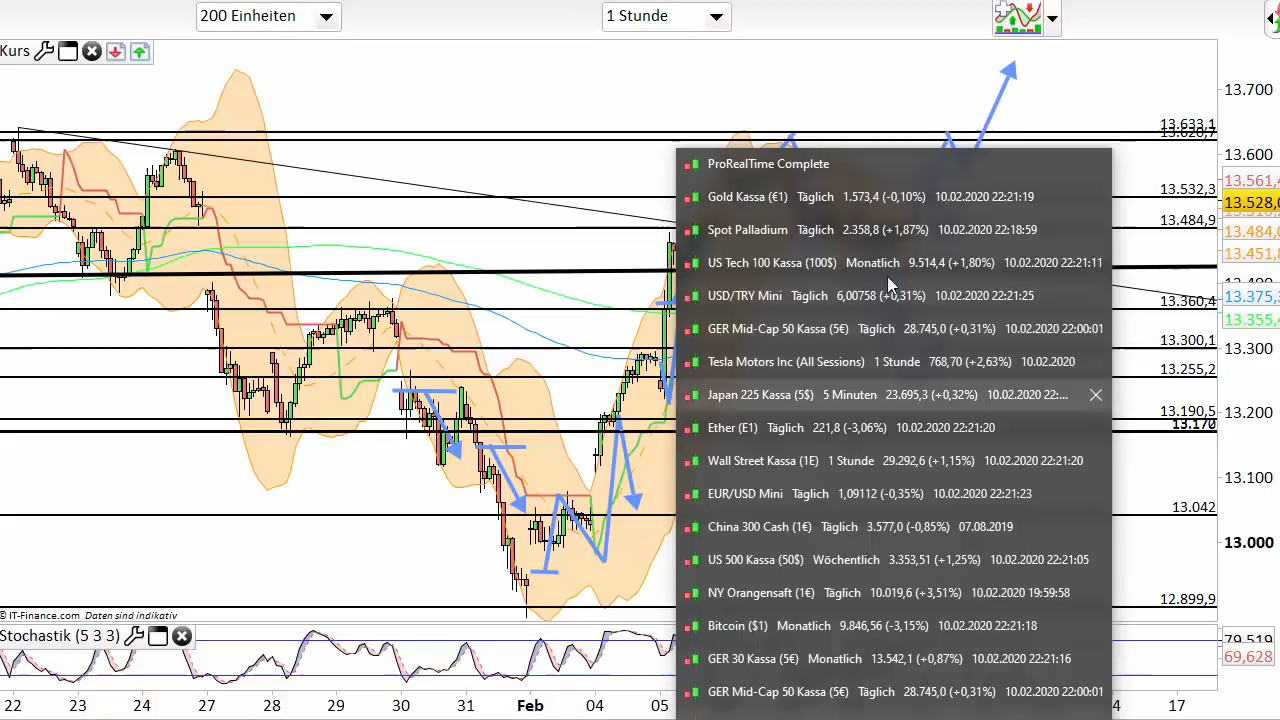 200 Einheiten
1 Stunde
Kurs
13.700
13.633,1
13.600
13.561,4
13.532,3
13.528,0
13.484,9
13.484,0
13.451,8
13.375,3
13.360,4
13.355,4
13.300,1
13.300
13.255,2
13.200
13.190,5
13.170
13.100
13.042
13.000
12.899,9
ProRealTime Complete
Gold Kassa (€1) Täglich 1.573,4 (-0,10%) 10.02.2020 22:21:19
Spot Palladium Täglich 2.358,8 (+1,87%) 10.02.2020 22:18:59
US Tech 100 Kassa (100$) Monatlich 9.514,4 (+1,80%) 10.02.2020 22:21:11
USD/TRY Mini Täglich 6,00758 (+0,31%) 10.02.2020 22:21:25
GER Mid-Cap 50 Kassa (5€) Täglich 28.745,0 (+0,31%) 10.02.2020 22:00:01
Tesla Motors Inc (All Sessions) 1 Stunde 768,70 (+2,63%) 10.02.2020
Japan 225 Kassa (5$) 5 Minuten 23.695,3 (+0,32%) 10.02.2020 22:...
Ether (E1) Täglich 221,8 (-3,06%) 10.02.2020 22:21:20
Wall Street Kassa (1E) 1 Stunde 29.292,6 (+1,15%) 10.02.2020 22:21:20
EUR/USD Mini Täglich 1,09112 (-0,35%) 10.02.2020 22:21:23
China 300 Cash (1€) Täglich 3.577,0 (-0,85%) 07.08.2019
US 500 Kassa (50$) Wöchentlich 3.353,51 (+1,25%) 10.02.2020 22:21:05
NY Orangensaft (1€) Täglich 10.019,6 (+3,51%) 10.02.2020 19:59:58
Bitcoin ($1) Monatlich 9.846,56 (-3,15%) 10.02.2020 22:21:18
GER 30 Kassa (5€) Monatlich 13.542,1 (+0,87%) 10.02.2020 22:21:16
GER Mid-Cap 50 Kassa (5€) Täglich 28.745,0 (+0,31%) 10.02.2020 22:00:01
© IT-Finance.com Daten sind indikativ
Stochastik (5 3 3)
79,519
69,628
22 23 24 27 28 29 30 31 Feb 04 05 4 17